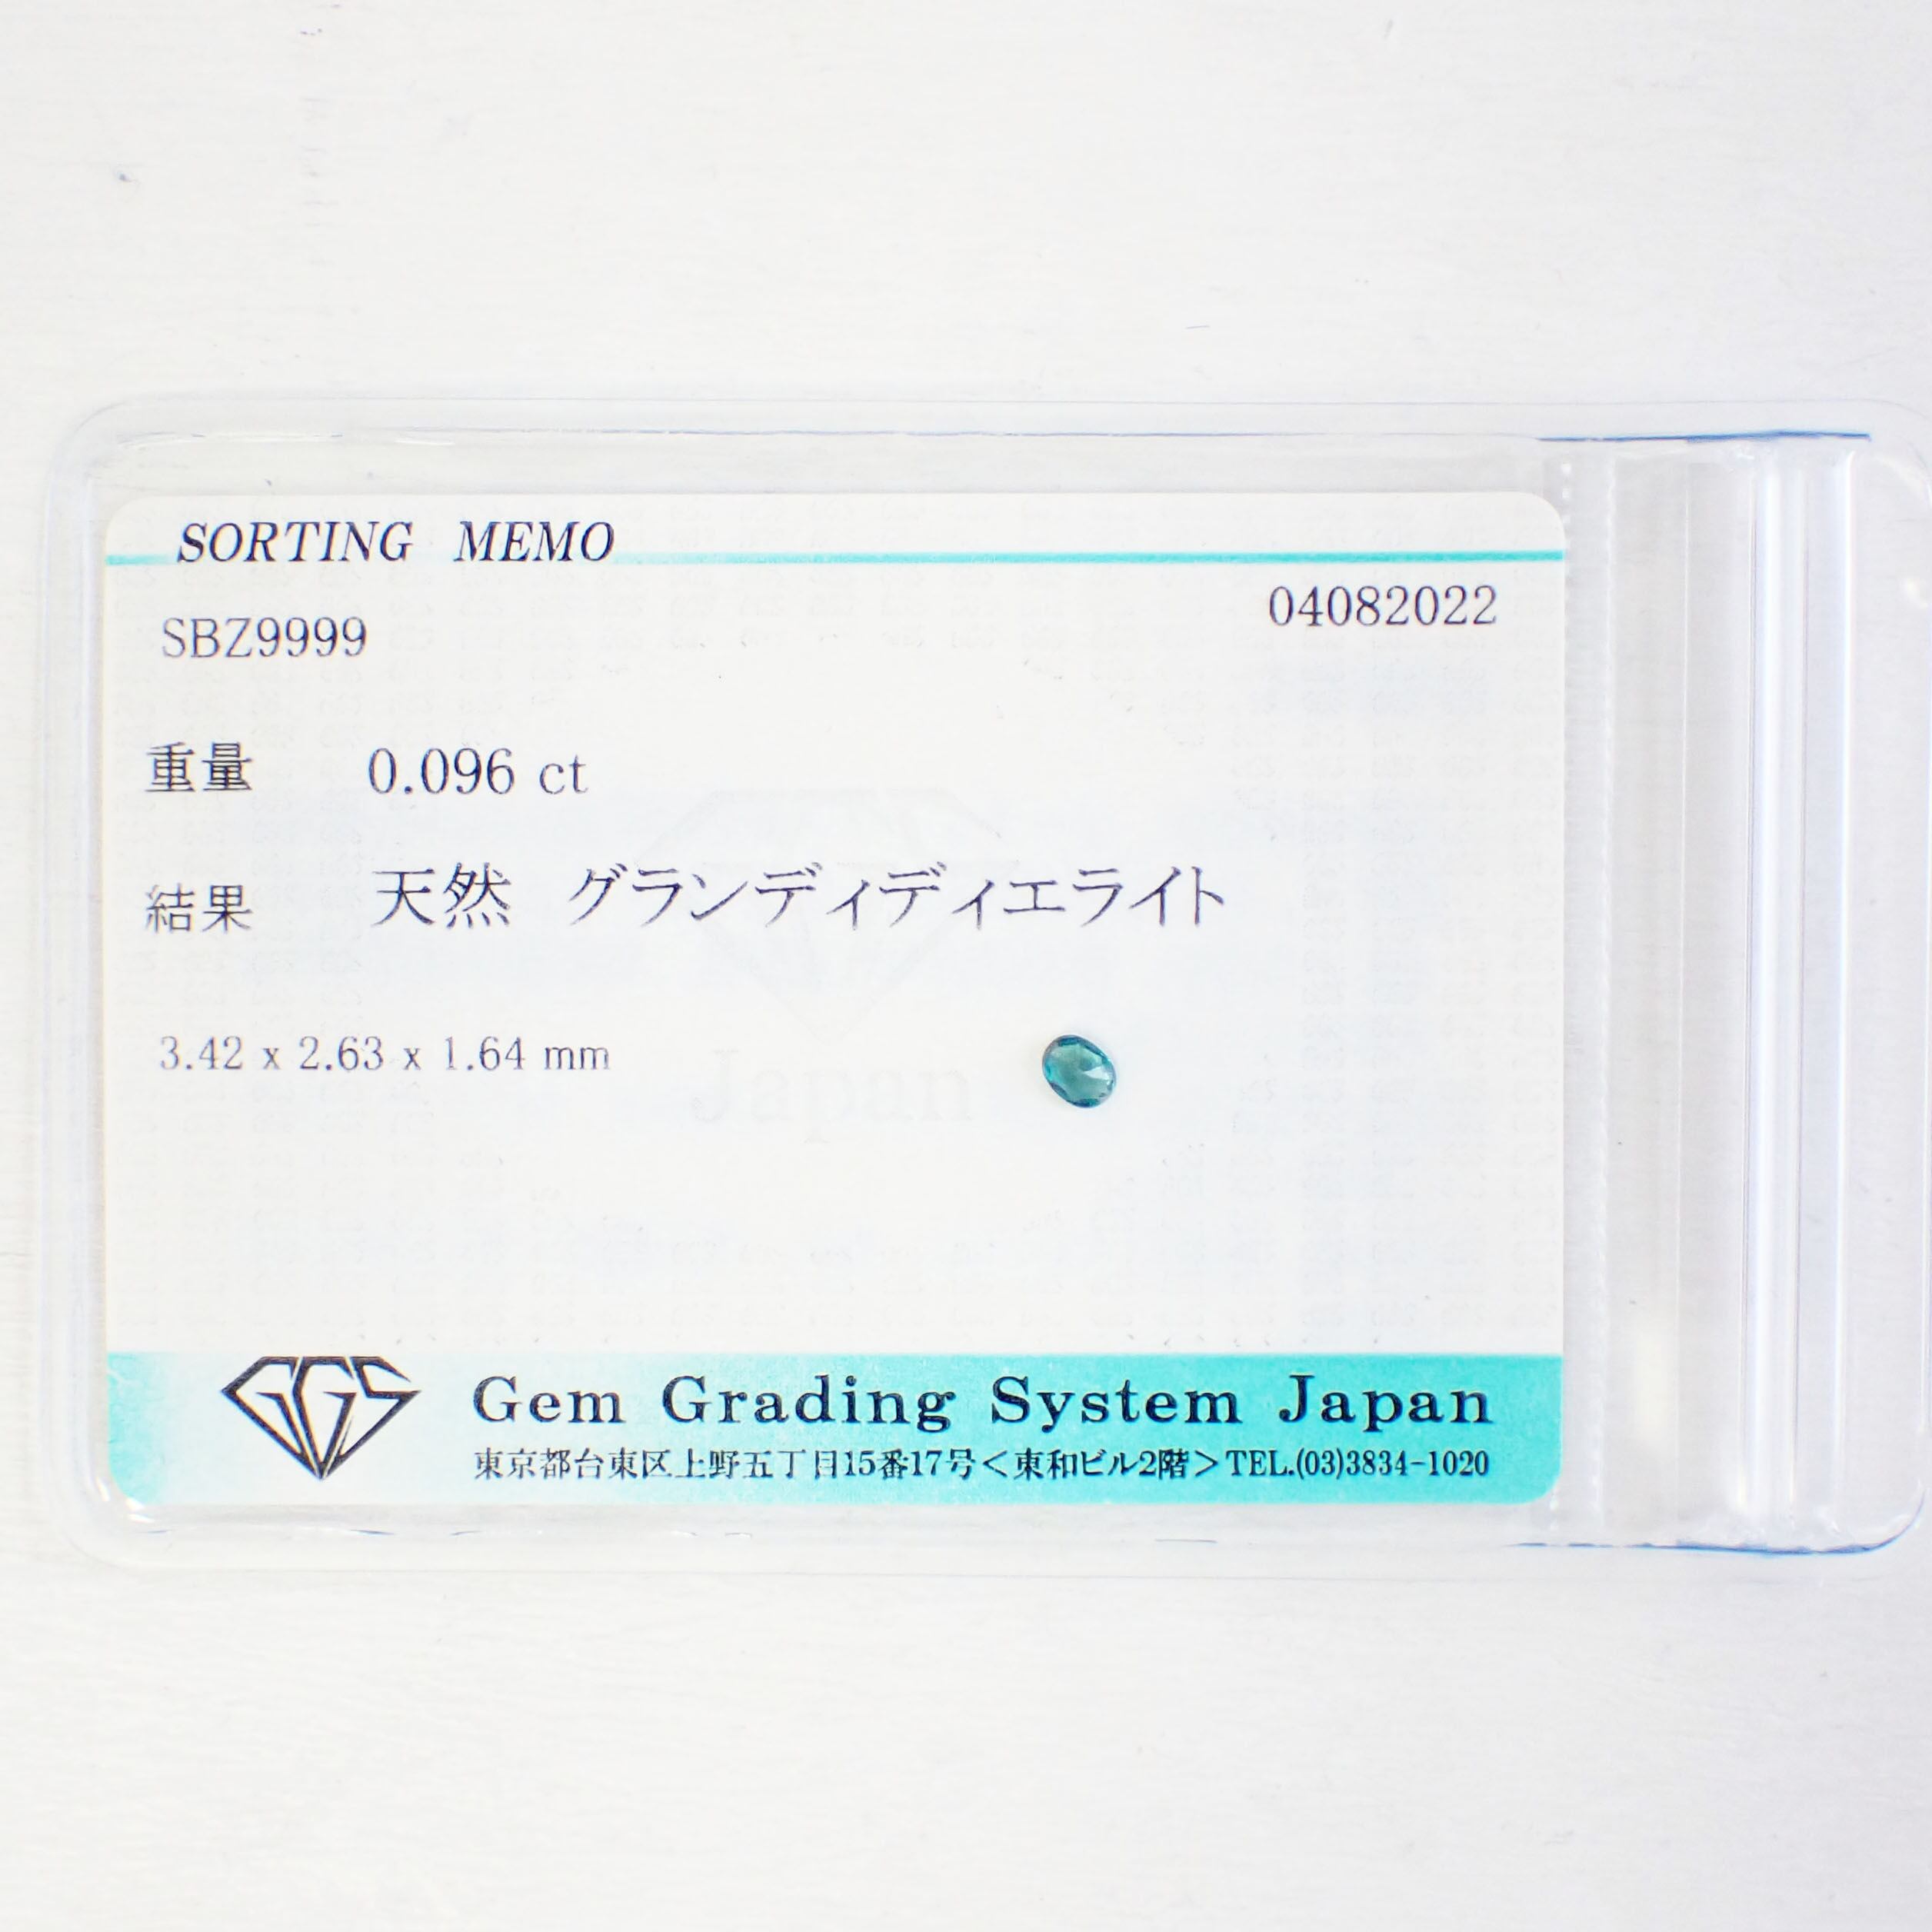 SORTING MEMO
04082022
SBZ9999
重量 0.096 ct
結果 天然 グランディディエライト
3.42 x 2.63 x 1.64 mm
Japan
GGS
Gem Grading System Japan
東京都台東区上野五丁目15番17号＜東和ビル2階＞TEL.(03)3834-1020